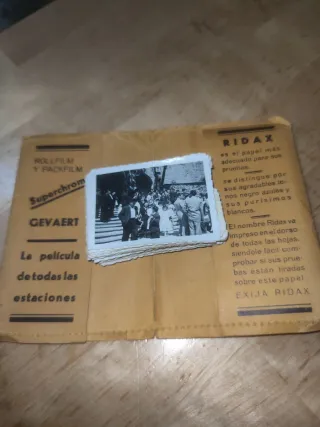 ROLLFILM
Y PACKFILM
Superchrom
GEVAERT
La película
de todas las
estaciones
RIDAX
es el papel más
adecuado para sus
pruebas.
Se distingue por
sus agradables to-
nos negro azules y
sus purísimos
blancos.
El nombre Ridax va
impreso en el dorso
de todas las hojas,
siendole fácil com-
probar si sus prue-
bas están tiradas
sobre este papel
EXIJA RIDAX